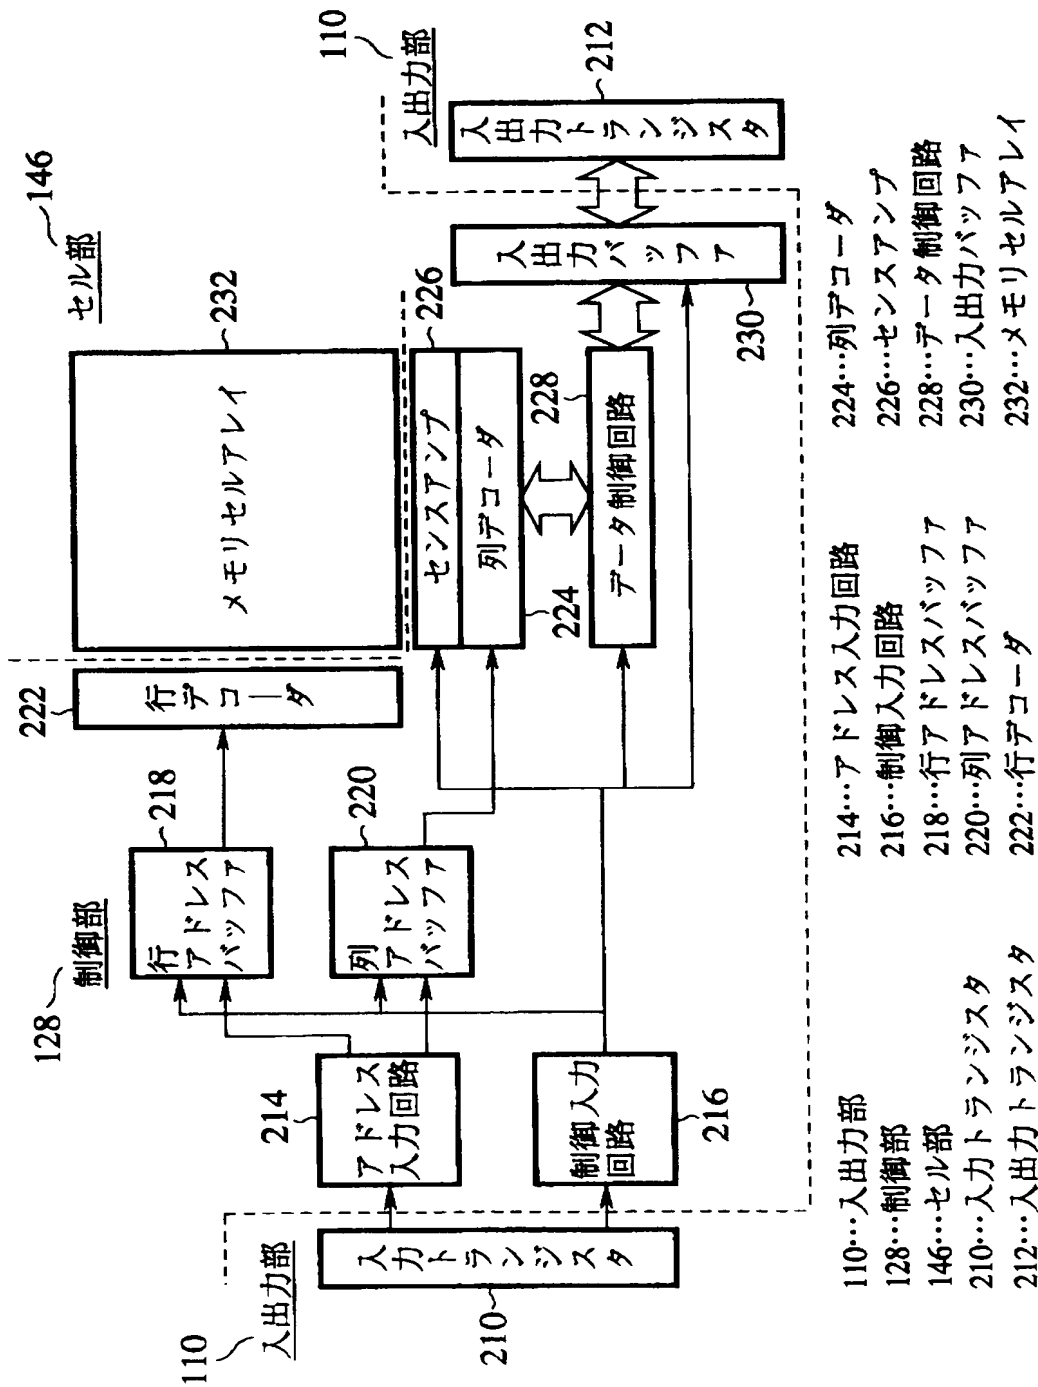 128
制御部
セル部
146
110
入出力部
222
行デコーダ
メモリセルアレイ
232
218
行
アドレス
バッファ
220
列
アドレス
バッファ
センスアンプ
226
列デコーダ
224
入出力バッファ
230
入出力トランジスタ
212
110
入出力部
214
アドレス
入力回路
228
データ制御回路
入力トランジスタ
210
制御入力
回路
216
110…入出力部
128…制御部
146…セル部
210…入力トランジスタ
212…入出力トランジスタ
214…アドレス入力回路
216…制御入力回路
218…行アドレスバッファ
220…列アドレスバッファ
222…行デコーダ
224…列デコーダ
226…センスアンプ
228…データ制御回路
230…入出力バッファ
232…メモリセルアレイ